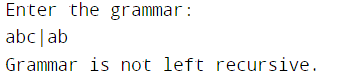 Enter the grammar:
abc|ab
Grammar is not left recursive.